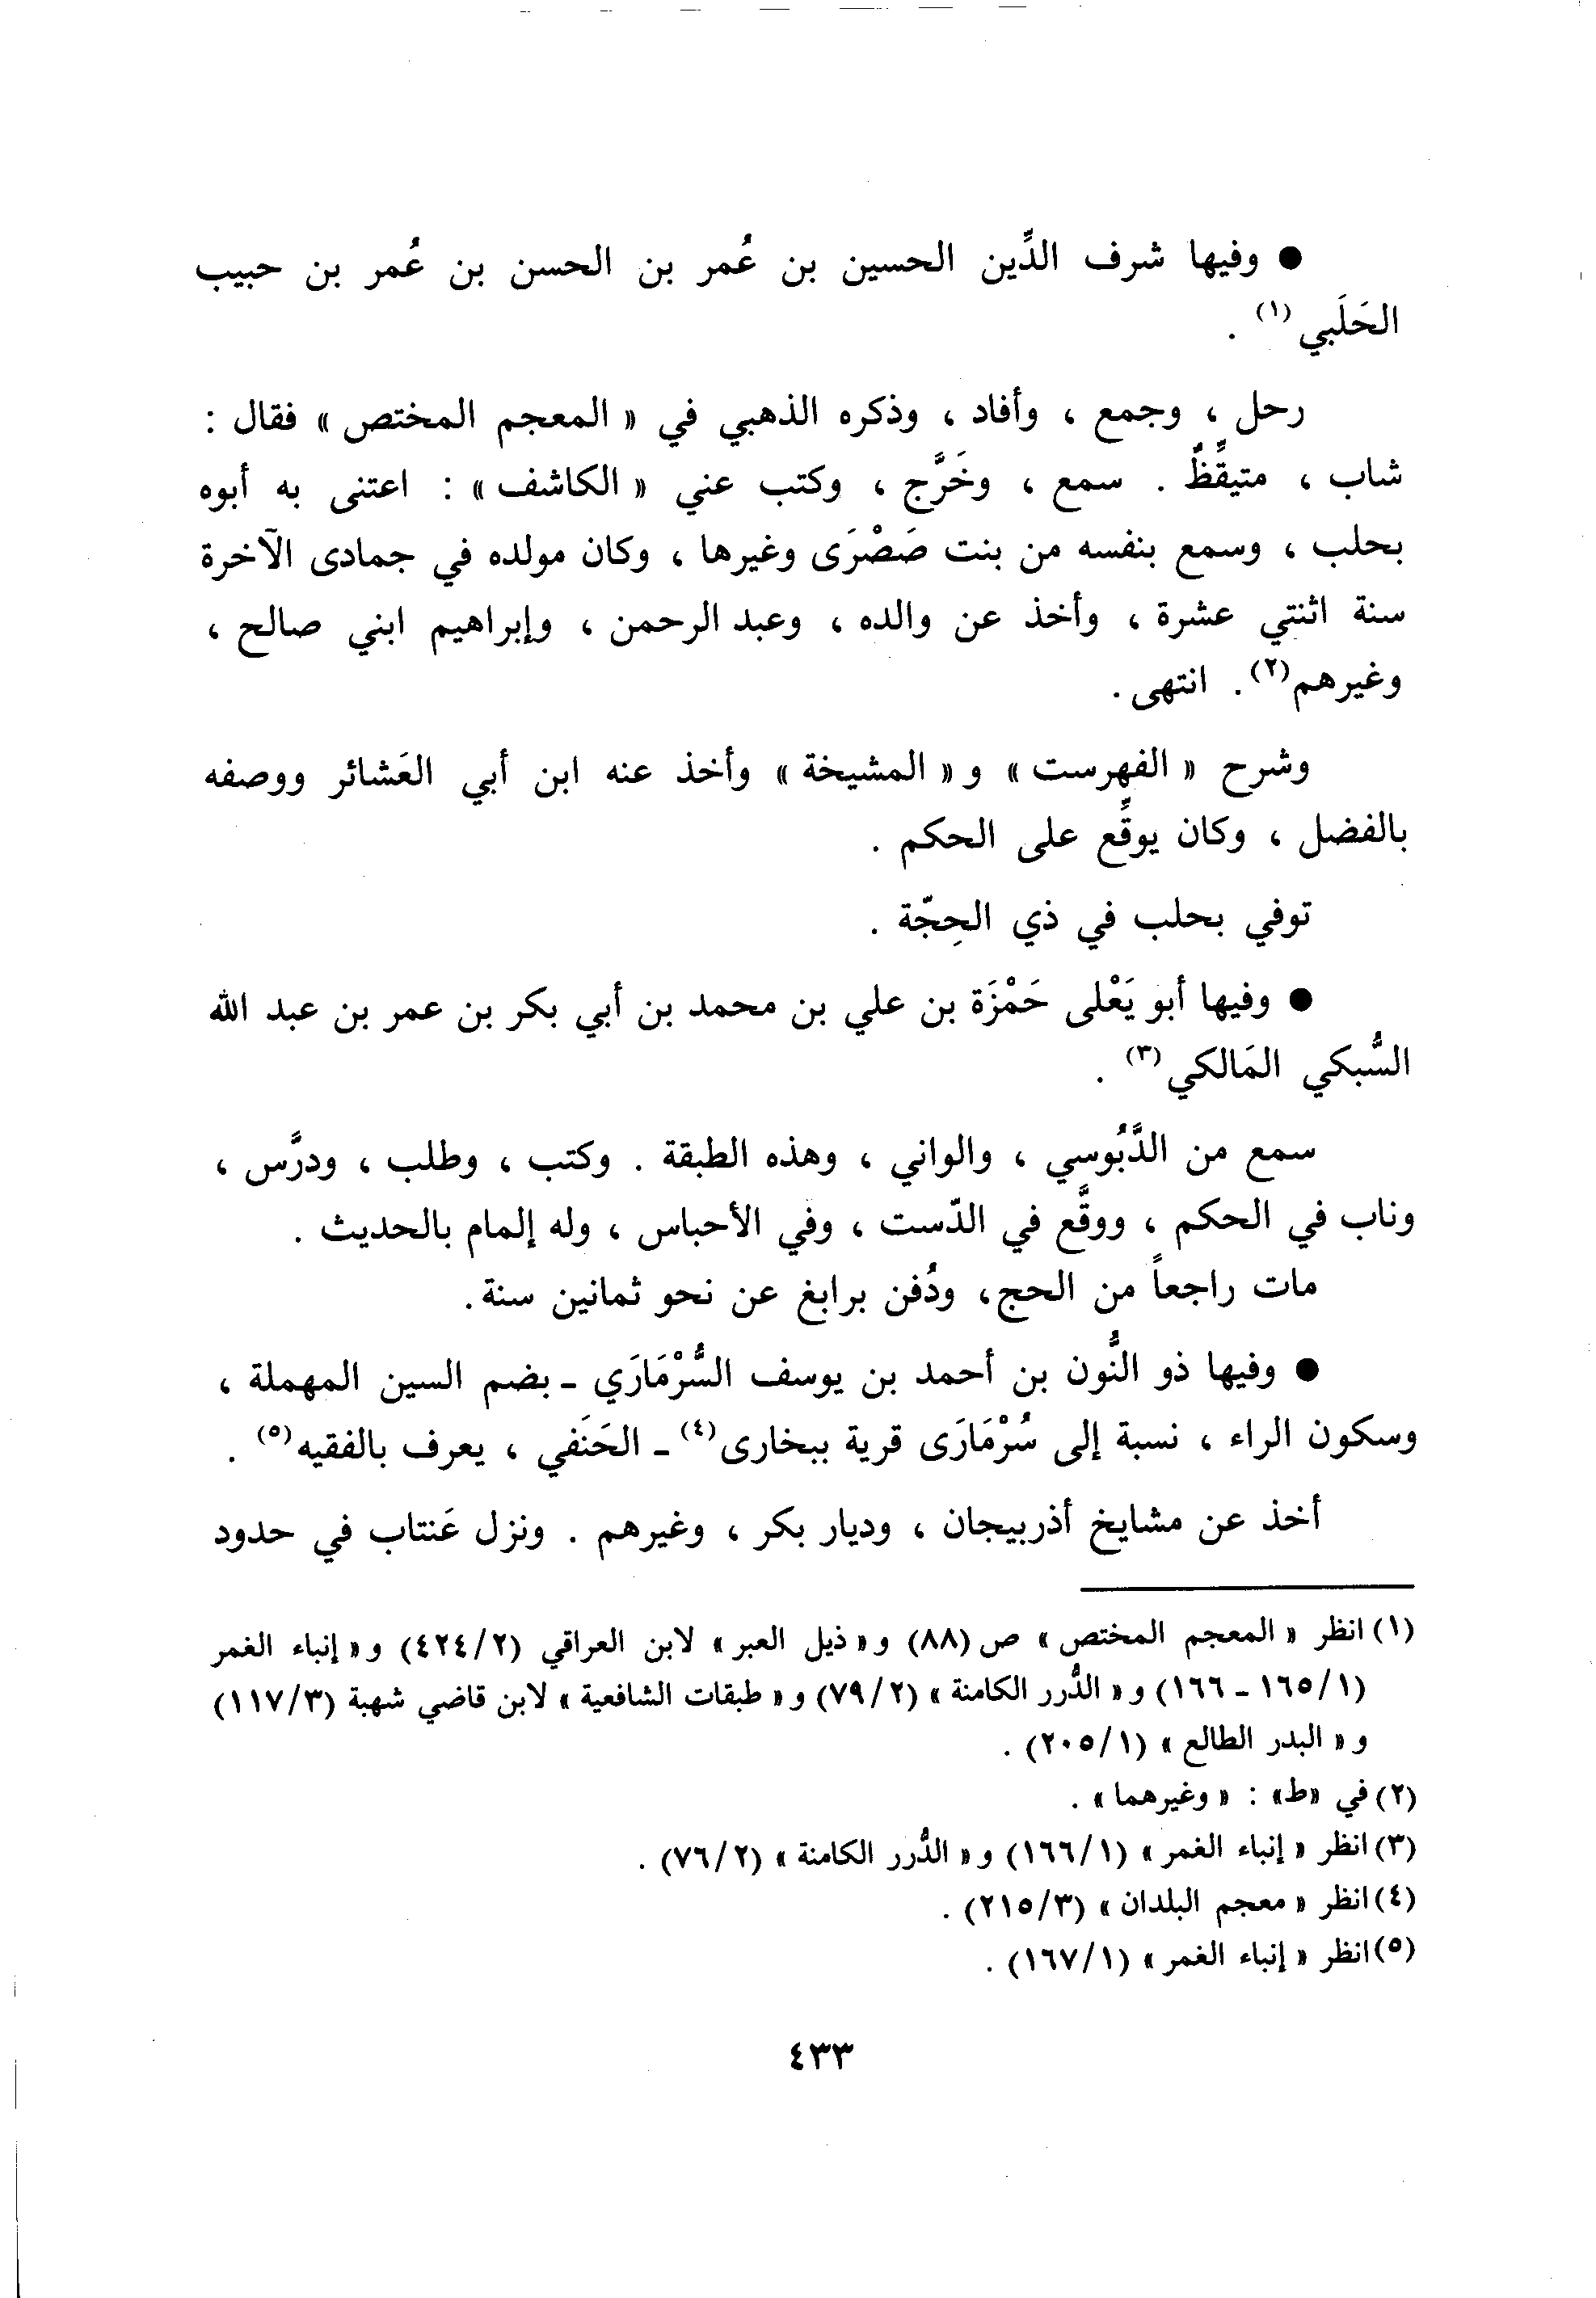 ● وفيها شرف الدِّين الحسين بن عُمر بن الحسن بن عُمر بن حبيب
الحَلَبي (١) .
رحل ، وجمع ، وأفاد ، وذكره الذهبي في « المعجم المختص » فقال :
شاب ، متيقِّظٌ . سمع ، وخَرَّج ، وكتب عني « الكاشف » : اعتنى به أبوه
بحلب ، وسمع بنفسه من بنت صَصْرَى وغيرها ، وكان مولده في جمادى الآخرة
سنة اثنتي عشرة ، وأخذ عن والده ، وعبد الرحمن ، وإبراهيم ابني صالح ،
وغيرهم (٢) . انتهى .
وشرح « الفهرست » و « المشيخة » وأخذ عنه ابن أبي العَشائر ووصفه
بالفضل ، وكان يوقِّع على الحكم .
توفي بحلب في ذي الحِجّة .
● وفيها أبو يَعْلى حَمْزَة بن علي بن محمد بن أبي بكر بن عمر بن عبد الله
السُّبكي المَالكي (٣) .
سمع من الدَّبُوسي ، والواني ، وهذه الطبقة . وكتب ، وطلب ، ودرَّس ،
وناب في الحكم ، ووقَّع في الدّست ، وفي الأحباس ، وله إلمام بالحديث .
مات راجعاً من الحج، ودُفن برابغ عن نحو ثمانين سنة .
● وفيها ذو النُّون بن أحمد بن يوسف السُّرْمَارَي ـ بضم السين المهملة ،
وسكون الراء ، نسبة إلى سُرْمَارَى قرية ببخارى (٤) ـ الحَنَفي ، يعرف بالفقيه (٥) .
أخذ عن مشايخ أذربيجان ، وديار بكر ، وغيرهم . ونزل عَنتاب في حدود
(١) انظر « المعجم المختص » ص (٨٨) و « ذيل العبر » لابن العراقي (٤٢٤/٢) و « إنباء الغمر
(١٦٥/١ ـ ١٦٦) و « الدُّرر الكامنة » (٧٩/٢) و « طبقات الشافعية » لابن قاضي شهبة (١١٧/٣)
و « البدر الطالع » (٢٠٥/١) .
(٢) في «ط» : « وغيرهما » .
(٣) انظر « إنباء الغمر » (١٦٦/١) و « الدُّرر الكامنة » (٧٦/٢) .
(٤) انظر « معجم البلدان » (٢١٥/٣) .
(٥) انظر « إنباء الغمر » (١٦٧/١) .
٤٣٣